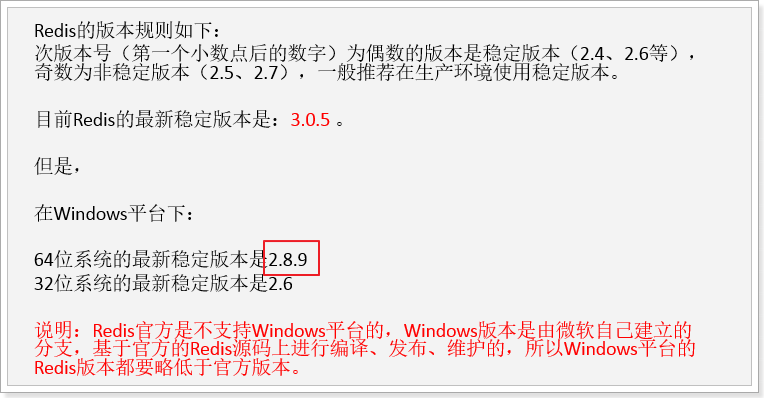 Redis的版本规则如下：
次版本号（第一个小数点后的数字）为偶数的版本是稳定版本（2.4、2.6等），
奇数为非稳定版本（2.5、2.7），一般推荐在生产环境使用稳定版本。
目前Redis的最新稳定版本是：3.0.5 。
但是，
在Windows平台下：
64位系统的最新稳定版本是2.8.9
32位系统的最新稳定版本是2.6
说明：Redis官方是不支持Windows平台的，Windows版本是由微软自己建立的
分支，基于官方的Redis源码上进行编译、发布、维护的，所以Windows平台的
Redis版本都要略低于官方版本。